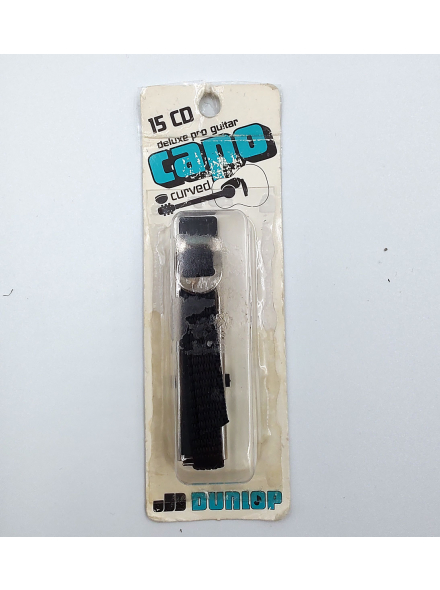 15 CD
deluxe pro guitar
capo
curved
DUNLOP